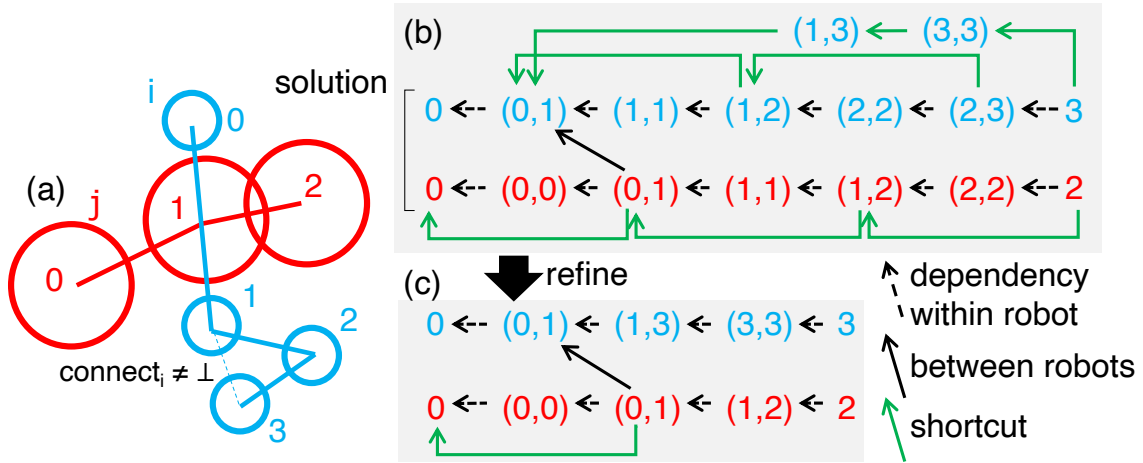 (a)
i
0
j
1
2
0
1
2
connectᵢ ≠ ⊥
3
solution
(b)
(1,3) (3,3)
0 (0,1) (1,1) (1,2) (2,2) (2,3) 3
0 (0,0) (0,1) (1,1) (1,2) (2,2) 2
refine
(c)
0 (0,1) (1,3) (3,3) 3
0 (0,0) (0,1) (1,2) 2
dependency
within robot
between robots
shortcut